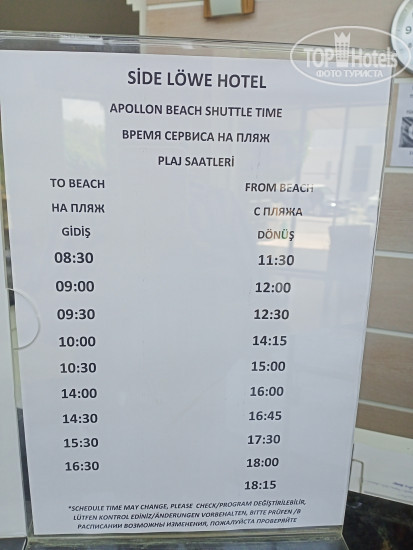 TOPHotels
ФОТО ТУРИСТА
SİDE LÖWE HOTEL
APOLLON BEACH SHUTTLE TIME
ВРЕМЯ СЕРВИСА НА ПЛЯЖ
PLAJ SAATLERİ
TO BEACH FROM BEACH
НА ПЛЯЖ С ПЛЯЖА
GİDİŞ DÖNÜŞ
08:30 11:30
09:00 12:00
09:30 12:30
10:00 14:15
10:30 15:00
14:00 16:00
14:30 16:45
15:30 17:30
16:30 18:00
18:15
*SCHEDULE TIME MAY CHANGE, PLEASE CHECK/PROGRAM DEĞİŞTİRİLEBİLİR,
LÜTFEN KONTROL EDİNİZ/ÄNDERUNGEN VORBEHALTEN, BITTE PRÜFEN /В
РАСПИСАНИИ ВОЗМОЖНЫ ИЗМЕНЕНИЯ, ПОЖАЛУЙСТА ПРОВЕРЯЙТЕ